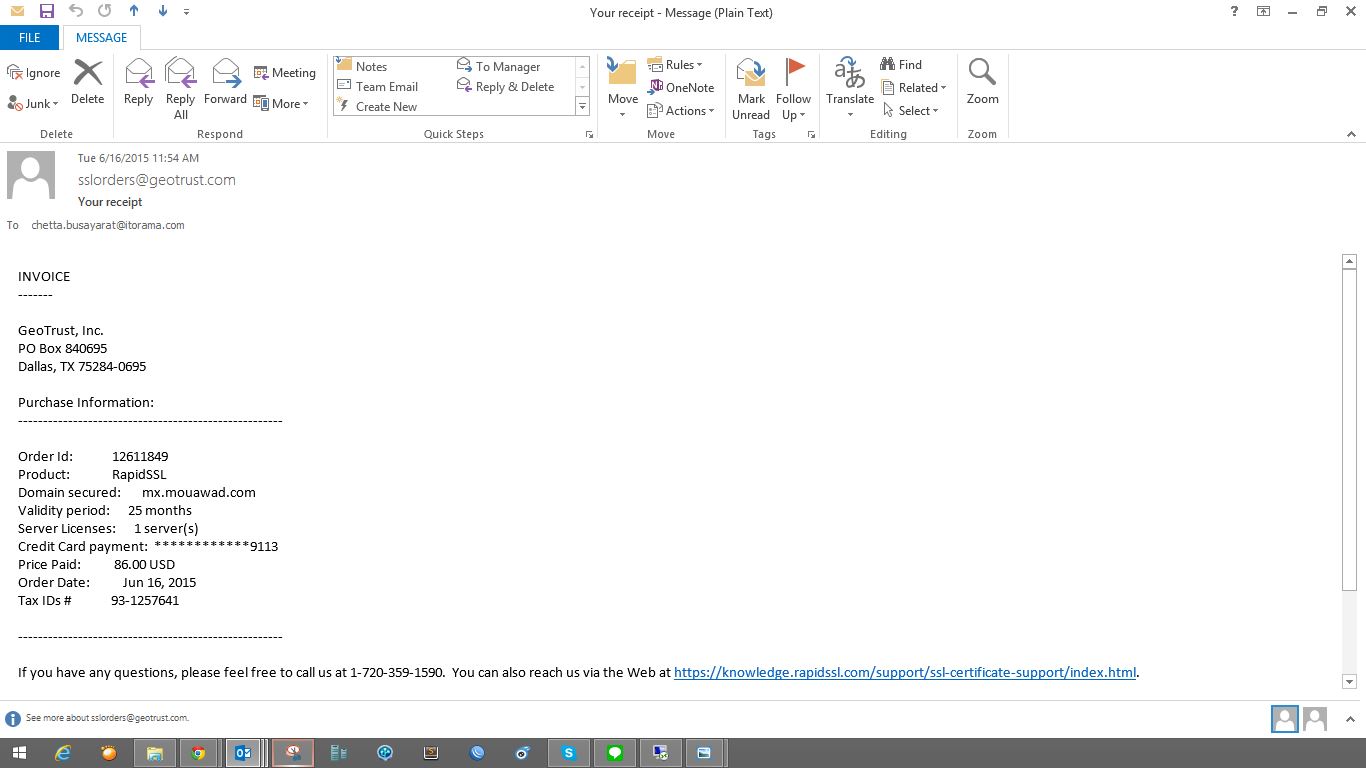 Your receipt - Message (Plain Text)
?
FILE
MESSAGE
Ignore
Junk
Delete
Delete
Reply
Reply All
Forward
Meeting
More
Respond
Notes
To Manager
Team Email
Reply & Delete
Create New
Quick Steps
Move
Rules
OneNote
Actions
Move
Mark Unread
Follow Up
Tags
Translate
Find
Related
Select
Editing
Zoom
Zoom
Tue 6/16/2015 11:54 AM
sslorders@geotrust.com
Your receipt
To chetta.busayarat@itorama.com
INVOICE
-------
GeoTrust, Inc.
PO Box 840695
Dallas, TX 75284-0695
Purchase Information:
-----------------------------------------------------
Order Id: 12611849
Product: RapidSSL
Domain secured: mx.mouawad.com
Validity period: 25 months
Server Licenses: 1 server(s)
Credit Card payment: ************9113
Price Paid: 86.00 USD
Order Date: Jun 16, 2015
Tax IDs # 93-1257641
-----------------------------------------------------
If you have any questions, please feel free to call us at 1-720-359-1590. You can also reach us via the Web at https://knowledge.rapidssl.com/support/ssl-certificate-support/index.html.
See more about sslorders@geotrust.com.